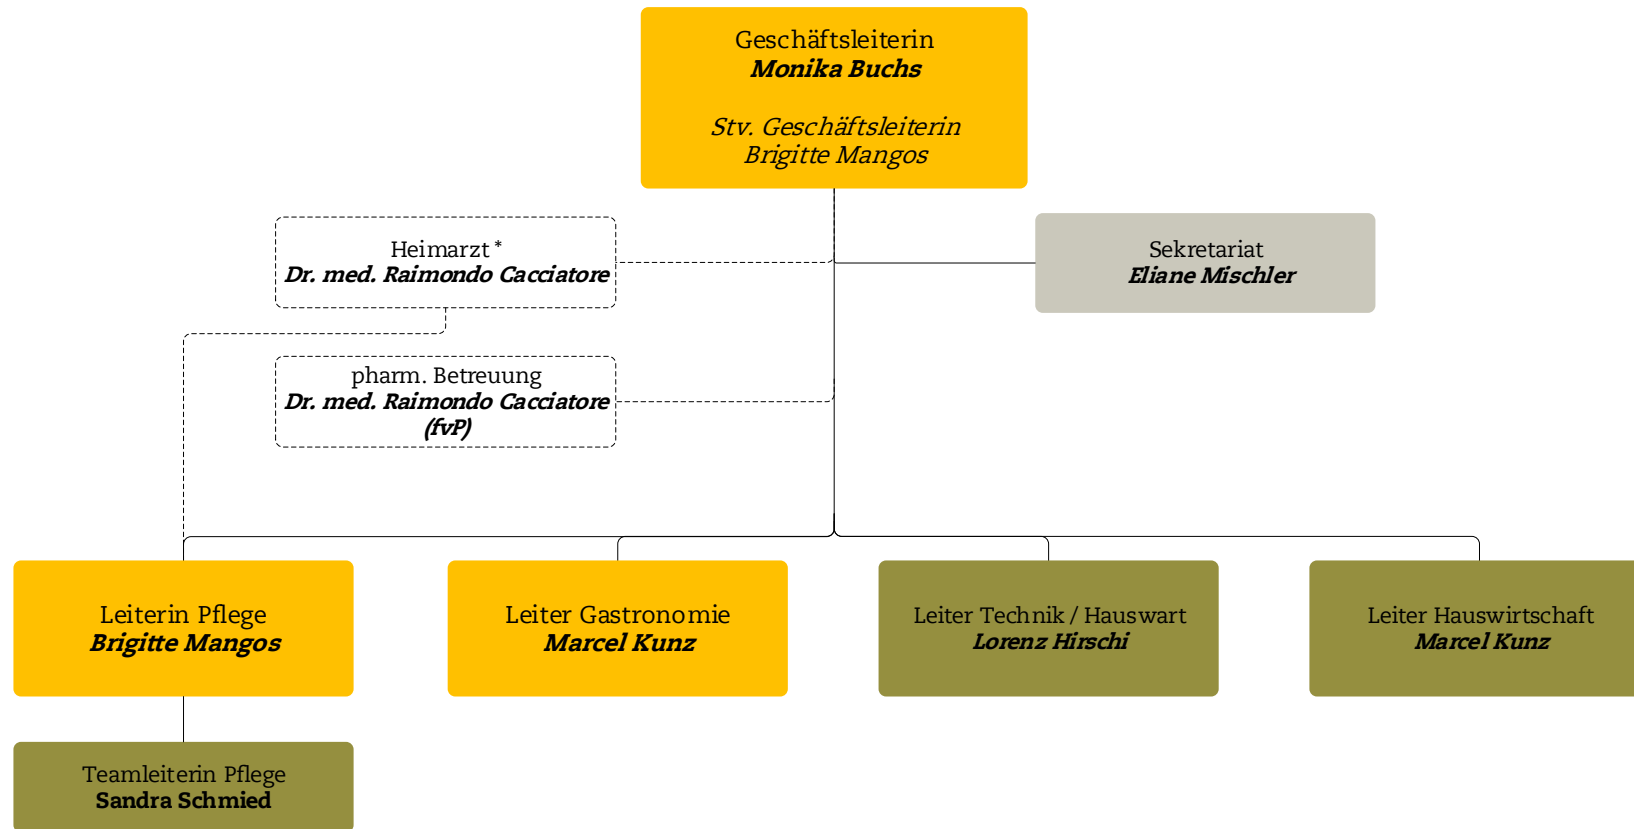 Geschäftsleiterin
Monika Buchs
Stv. Geschäftsleiterin
Brigitte Mangos
Heimarzt *
Dr. med. Raimondo Cacciatore
Sekretariat
Eliane Mischler
pharm. Betreuung
Dr. med. Raimondo Cacciatore
(fvP)
Leiterin Pflege
Brigitte Mangos
Leiter Gastronomie
Marcel Kunz
Leiter Technik / Hauswart
Lorenz Hirschi
Leiter Hauswirtschaft
Marcel Kunz
Teamleiterin Pflege
Sandra Schmied